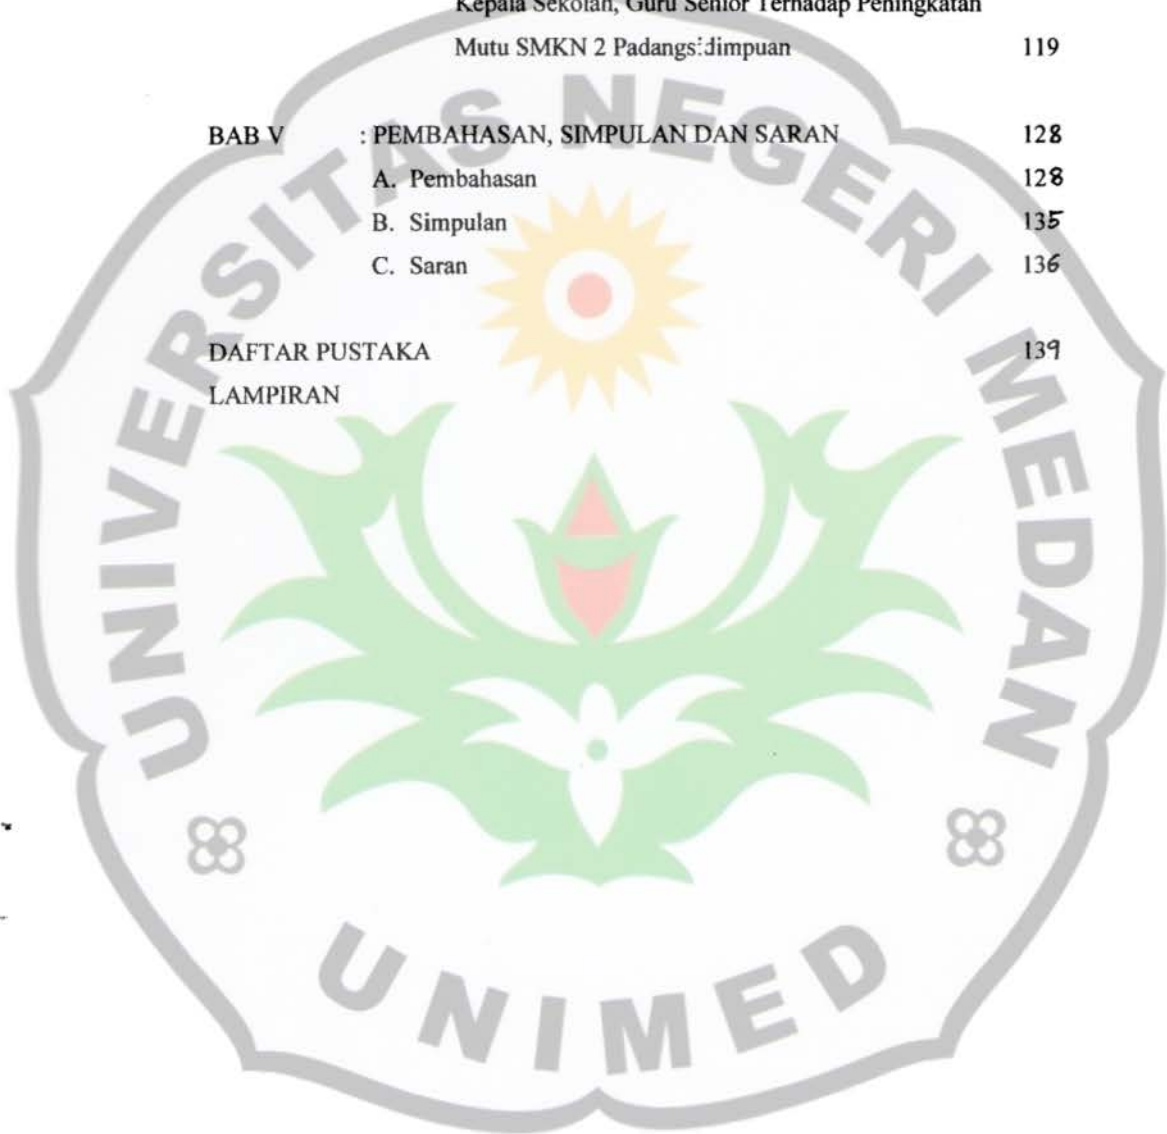 Kepala Sekolah, Guru Senior Terhadap Peningkatan
Mutu SMKN 2 Padangsidimpuan 119
BAB V : PEMBAHASAN, SIMPULAN DAN SARAN 128
A. Pembahasan 128
B. Simpulan 135
C. Saran 136
DAFTAR PUSTAKA 139
LAMPIRAN
UNIVERSITAS NEGERI MEDAN
UNIMED